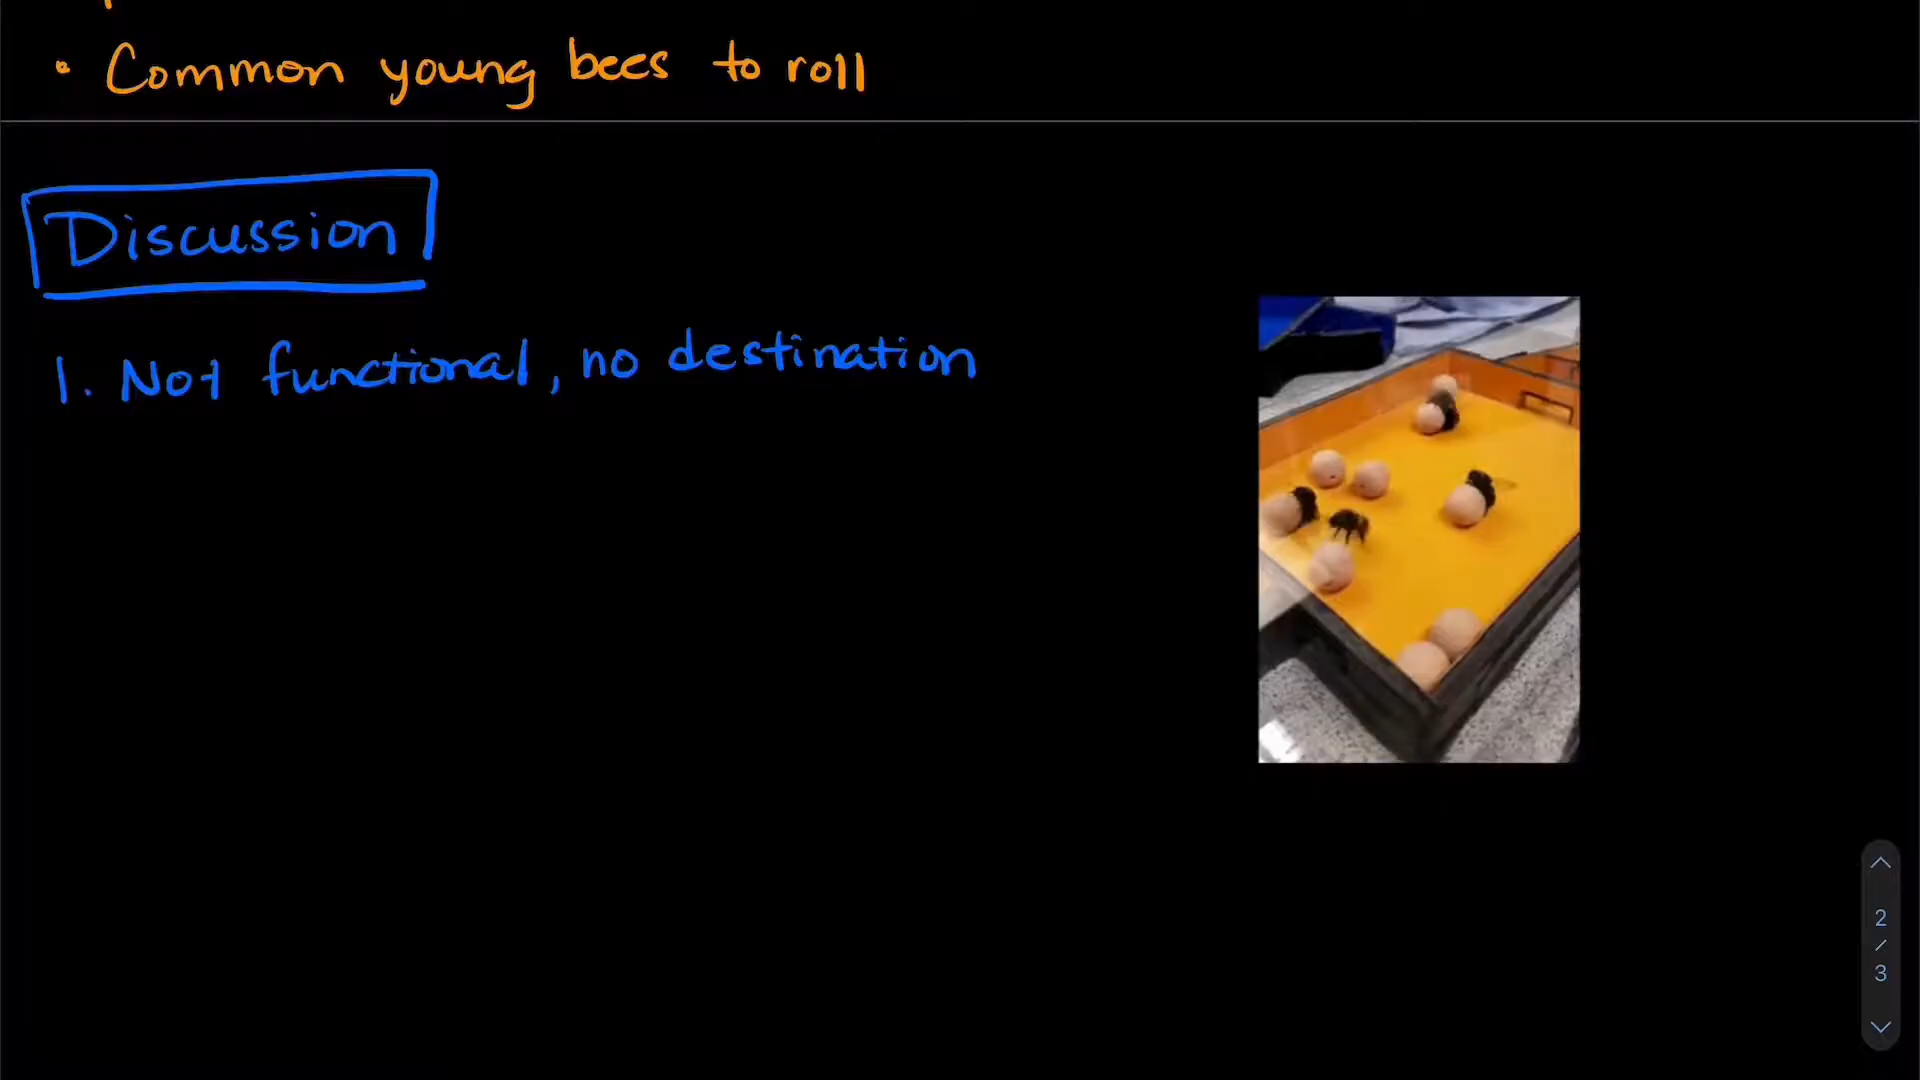 • Common young bees to roll
Discussion
1. Not functional, no destination
2
/
3